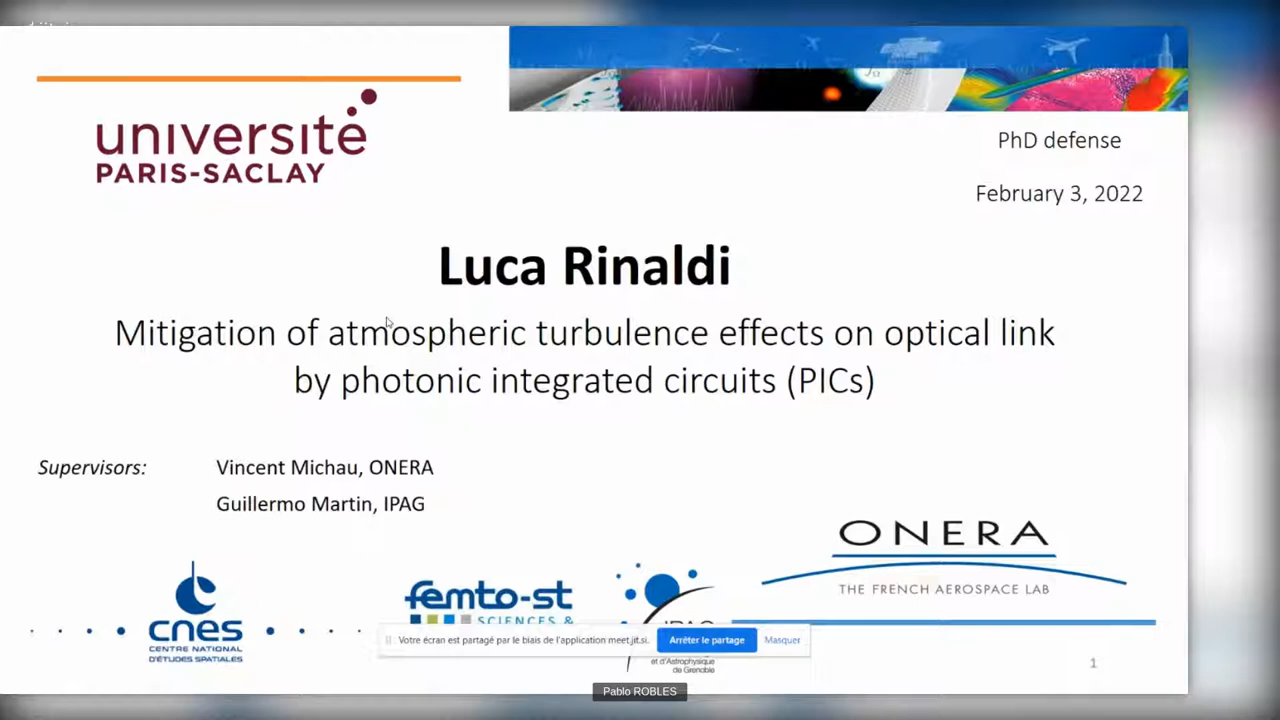 université
PARIS-SACLAY
PhD defense
February 3, 2022
Luca Rinaldi
Mitigation of atmospheric turbulence effects on optical link
by photonic integrated circuits (PICs)
Supervisors: Vincent Michau, ONERA
Guillermo Martin, IPAG
ONERA
THE FRENCH AEROSPACE LAB
cnes
CENTRE NATIONAL
D'ÉTUDES SPATIALES
femto-st
SCIENCES &
et d'Astrophysique
de Grenoble
Votre écran est partagé par le biais de l'application meet.jit.si.
Arrêter le partage
Masquer
1
Pablo ROBLES